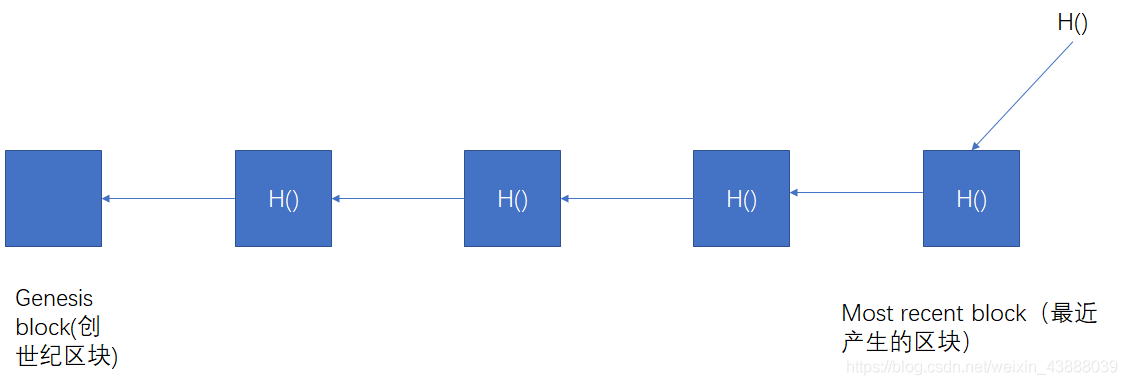 H()
H()
H()
H()
H()
Genesis
block(创
世纪区块)
Most recent block（最近
产生的区块）
https://blog.csdn.net/weixin_43888039